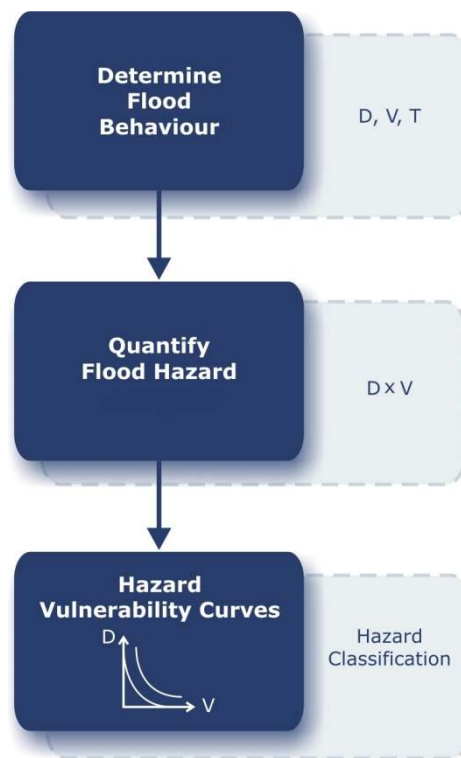 Determine
Flood
Behaviour
D, V, T
Quantify
Flood Hazard
D x V
Hazard
Vulnerability Curves
D
V
Hazard
Classification